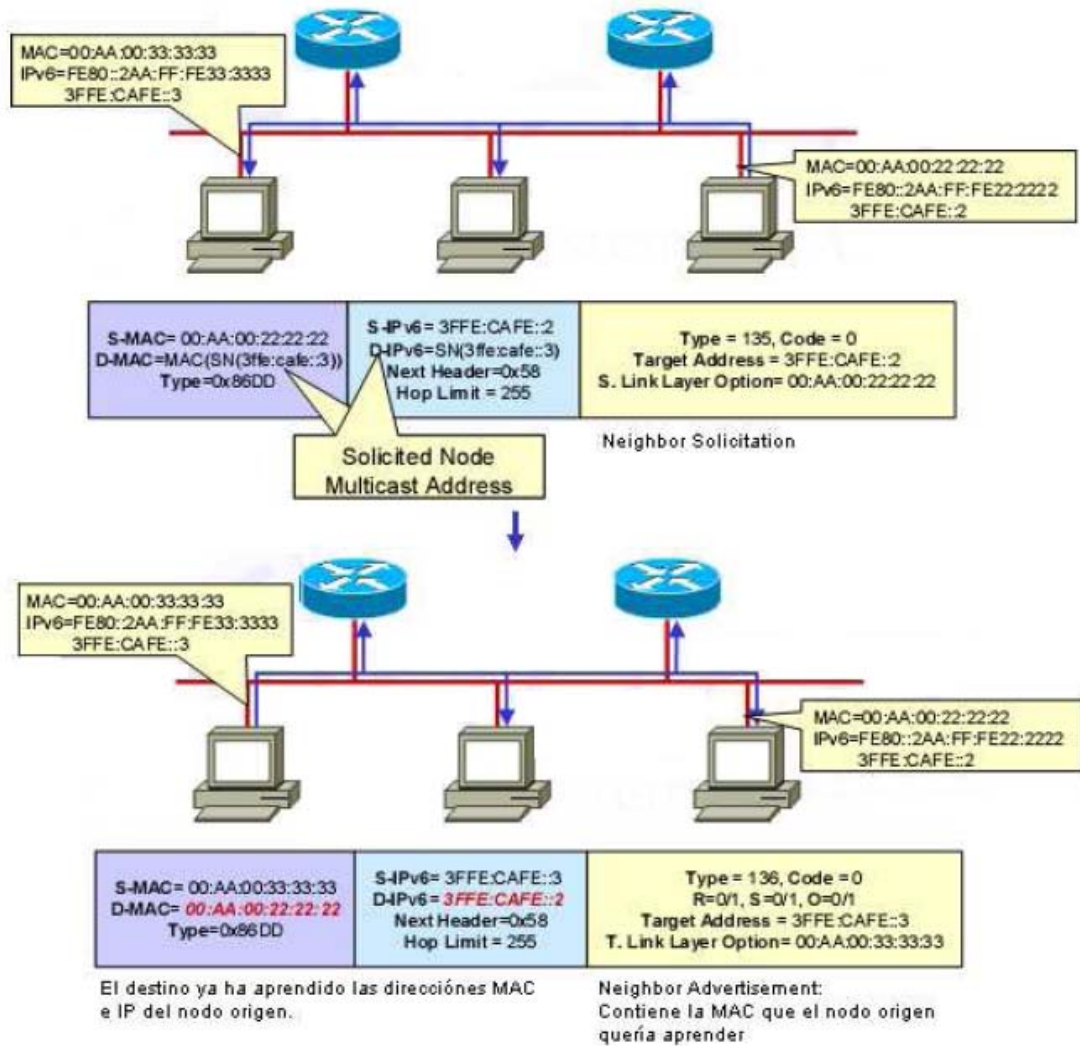 MAC=00:AA:00:33:33:33
IPv6=FE80::2AA:FF:FE33:3333
3FFE:CAFE::3
MAC=00:AA:00:22:22:22
IPv6=FE80::2AA:FF:FE22:2222
3FFE:CAFE::2
S-MAC= 00:AA:00:22:22:22
D-MAC=MAC(SN(3ffe:cafe::3))
Type=0x86DD
S-IPv6= 3FFE:CAFE::2
D-IPv6=SN(3ffe:cafe::3)
Next Header=0x58
Hop Limit = 255
Type = 135, Code = 0
Target Address = 3FFE:CAFE::2
S. Link Layer Option= 00:AA:00:22:22:22
Neighbor Solicitation
Solicited Node
Multicast Address
MAC=00:AA:00:33:33:33
IPv6=FE80::2AA:FF:FE33:3333
3FFE:CAFE::3
MAC=00:AA:00:22:22:22
IPv6=FE80::2AA:FF:FE22:2222
3FFE:CAFE::2
S-MAC= 00:AA:00:33:33:33
D-MAC= 00:AA:00:22:22:22
Type=0x86DD
S-IPv6= 3FFE:CAFE::3
D-IPv6= 3FFE:CAFE::2
Next Header=0x58
Hop Limit = 255
Type = 136, Code = 0
R=0/1, S=0/1, O=0/1
Target Address = 3FFE:CAFE::3
T. Link Layer Option= 00:AA:00:33:33:33
El destino ya ha aprendido las direcciónes MAC
e IP del nodo origen.
Neighbor Advertisement:
Contiene la MAC que el nodo origen
quería aprender